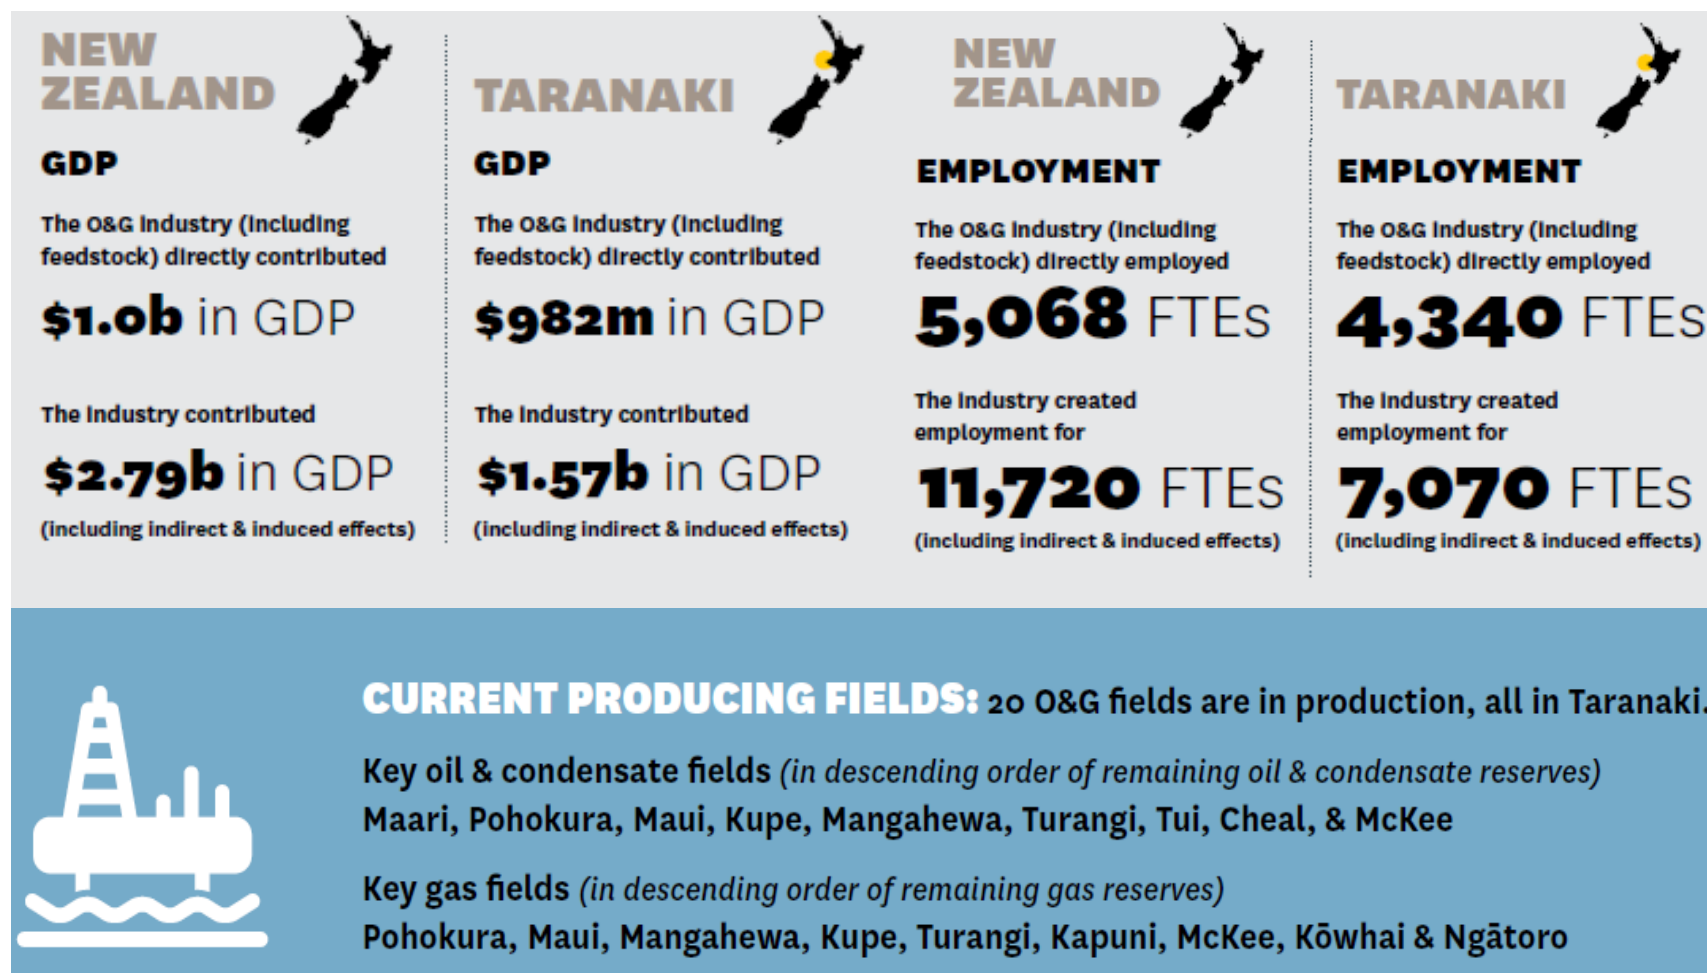 NEW
ZEALAND
GDP
The O&G Industry (Including
feedstock) directly contributed
$1.0b in GDP
The Industry contributed
$2.79b in GDP
(including indirect & induced effects)
TARANAKI
GDP
The O&G Industry (Including
feedstock) directly contributed
$982m in GDP
The Industry contributed
$1.57b in GDP
(including indirect & induced effects)
NEW
ZEALAND
EMPLOYMENT
The O&G Industry (Including
feedstock) directly employed
5,068 FTEs
The Industry created
employment for
11,720 FTEs
(including indirect & induced effects)
TARANAKI
EMPLOYMENT
The O&G Industry (Including
feedstock) directly employed
4,340 FTEs
The Industry created
employment for
7,070 FTEs
(including indirect & induced effects)
CURRENT PRODUCING FIELDS: 20 O&G fields are in production, all in Taranaki.
Key oil & condensate fields (in descending order of remaining oil & condensate reserves)
Maari, Pohokura, Maui, Kupe, Mangahewa, Turangi, Tui, Cheal, & McKee
Key gas fields (in descending order of remaining gas reserves)
Pohokura, Maui, Mangahewa, Kupe, Turangi, Kapuni, McKee, Kōwhai & Ngātoro